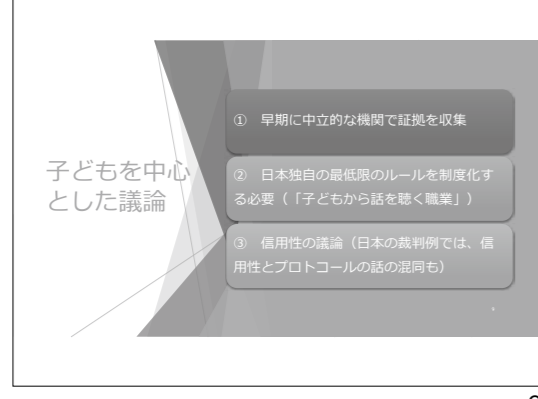 子どもを中心
とした議論
① 早期に中立的な機関で証拠を収集
② 日本独自の最低限のルールを制度化す
る必要（「子どもから話を聴く職業」）
③ 信用性の議論（日本の裁判例では、信
用性とプロトコールの話の混同も）